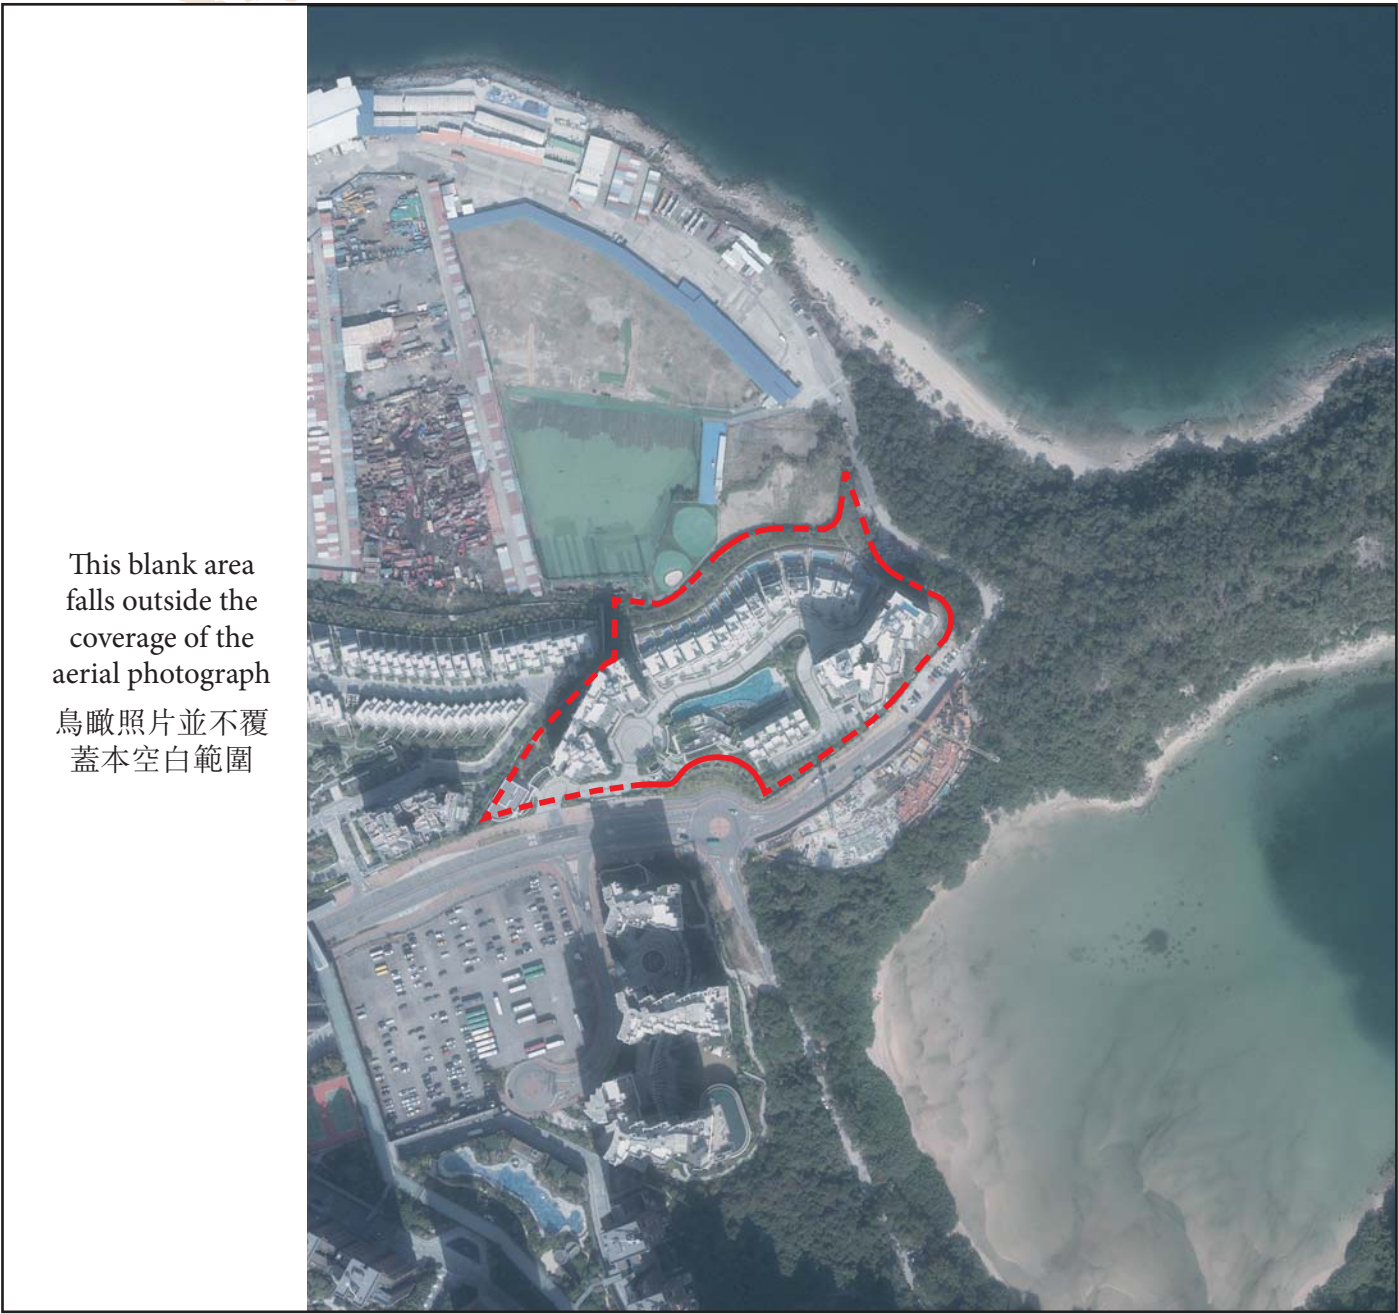 This blank area
falls outside the
coverage of the
aerial photograph
鳥瞰照片並不覆
蓋本空白範圍